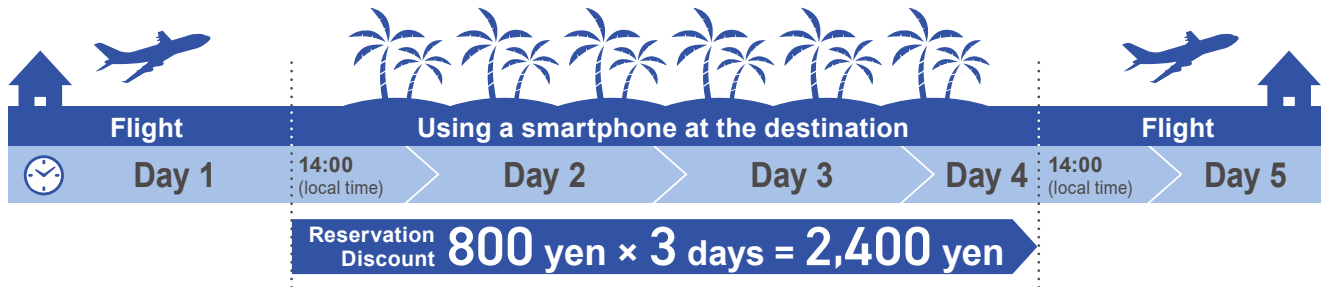 Flight
Using a smartphone at the destination
Flight
Day 1
14:00
(local time)
Day 2
Day 3
Day 4
14:00
(local time)
Day 5
Reservation
Discount
800 yen × 3 days = 2,400 yen